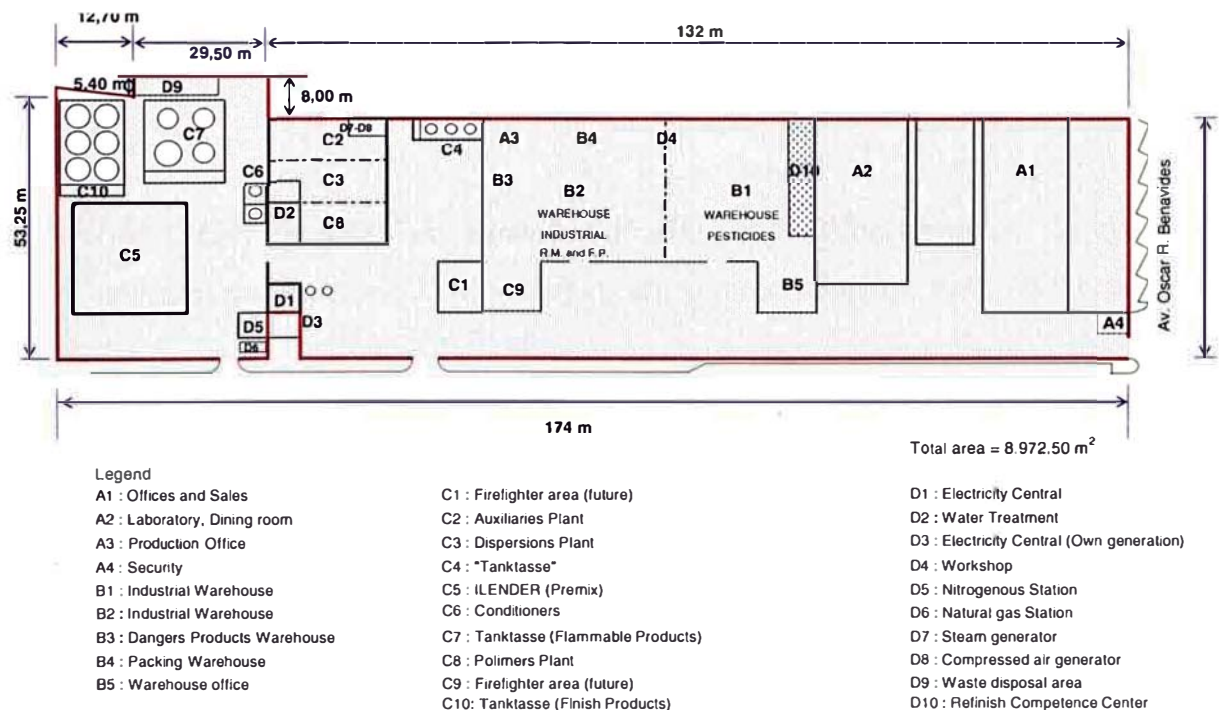 12,70 m
29,50 m
132 m
5,40 m
D9
8,00 m
C7
C10
C6
C2
D7-D8
C3
D2
C8
C4
A3
B4
D4
B3
B2
WAREHOUSE
INDUSTRIAL
R.M. and F.P.
B1
WAREHOUSE
PESTICIDES
D10
A2
A1
53,25 m
C5
C1
C9
B5
D1
D3
D5
D6
A4
Av. Oscar R. Benavides
174 m
Total area = 8.972.50 m²
Legend
A1 : Offices and Sales
A2 : Laboratory, Dining room
A3 : Production Office
A4 : Security
B1 : Industrial Warehouse
B2 : Industrial Warehouse
B3 : Dangers Products Warehouse
B4 : Packing Warehouse
B5 : Warehouse office
C1 : Firefighter area (future)
C2 : Auxiliaries Plant
C3 : Dispersions Plant
C4 : "Tanktasse"
C5 : ILENDER (Premix)
C6 : Conditioners
C7 : Tanktasse (Flammable Products)
C8 : Polimers Plant
C9 : Firefighter area (future)
C10: Tanktasse (Finish Products)
D1 : Electricity Central
D2 : Water Treatment
D3 : Electricity Central (Own generation)
D4 : Workshop
D5 : Nitrogenous Station
D6 : Natural gas Station
D7 : Steam generator
D8 : Compressed air generator
D9 : Waste disposal area
D10 : Refinish Competence Center